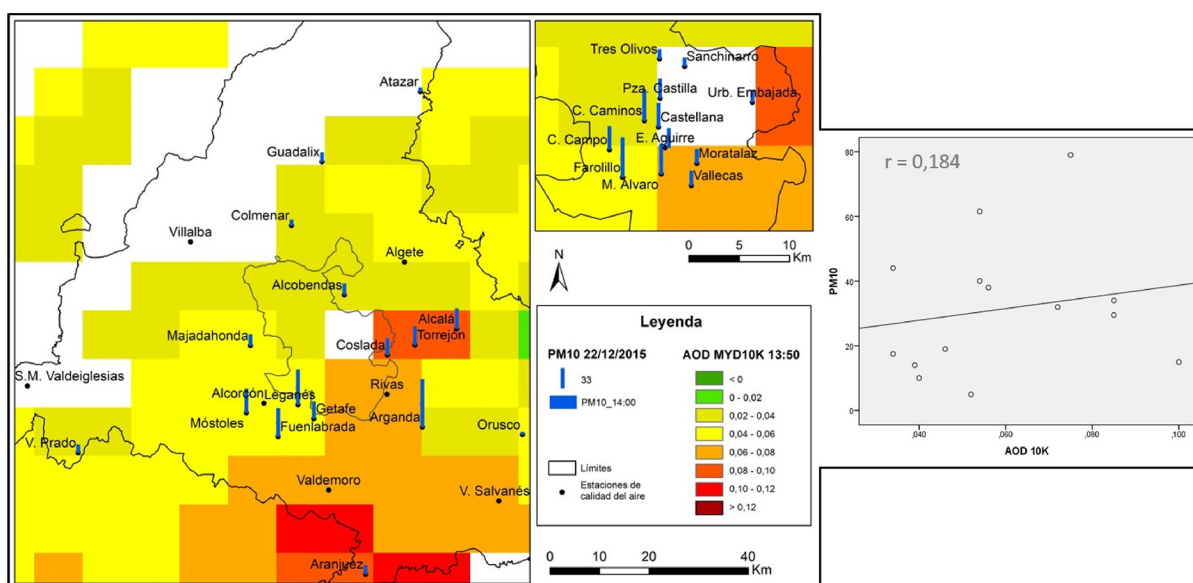 Atazar
Guadalix
Colmenar
Villalba
Algete
Alcobendas
Alcalá
Majadahonda
Torrejón
Coslada
S.M. Valdeiglesias
Rivas
Alcorcón
Leganés
Getafe
Móstoles
Fuenlabrada
Arganda
Orusco
V. Prado
Valdemoro
V. Salvanés
Aranjuez
Tres Olivos
Sanchinarro
Pza. Castilla
Urb. Embajada
C. Caminos
Castellana
C. Campo
E. Aguirre
Moratalaz
Farolillo
M. Alvaro
Vallecas
N
0 6 12
Km
Leyenda
PM10 22/12/2015
33
PM10_14:00
Límites
Estaciones de
calidad del aire
AOD MYD10K 13:50
< 0
0 - 0,02
0,02 - 0,04
0,04 - 0,06
0,06 - 0,08
0,08 - 0,10
0,10 - 0,12
> 0,12
0 10 20 40
Km
r = 0,184
80
60
40
20
0
PM10
,040 ,060 ,080 ,100
AOD 10K